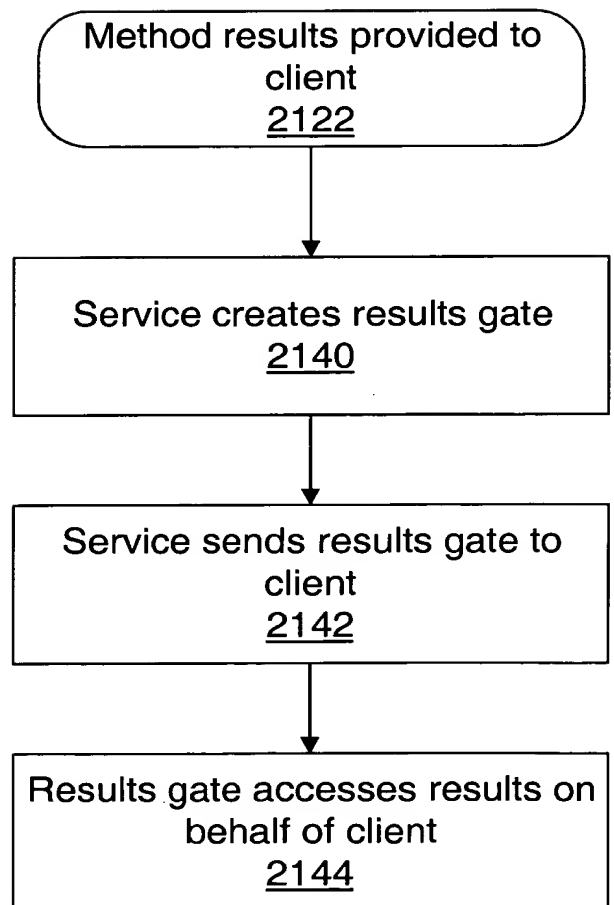 Method results provided to
client
2122
Service creates results gate
2140
Service sends results gate to
client
2142
Results gate accesses results on
behalf of client
2144